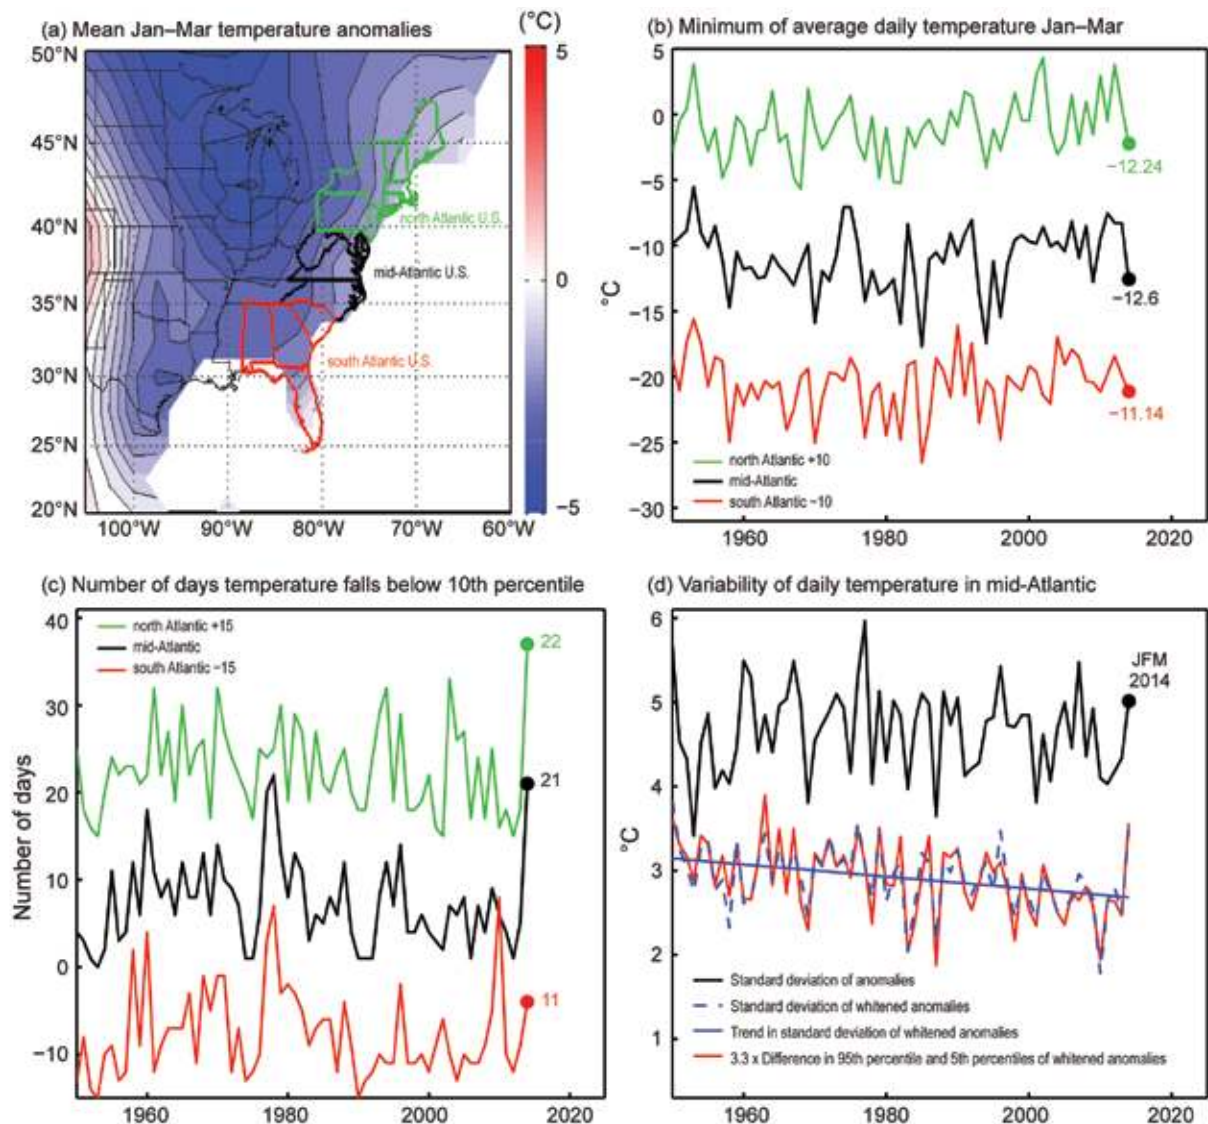 (a) Mean Jan–Mar temperature anomalies
(°C)
50°N
45°N
40°N
35°N
30°N
25°N
20°N
100°W
90°W
80°W
70°W
60°W
5
0
−5
north Atlantic U.S.
mid-Atlantic U.S.
south Atlantic U.S.
(b) Minimum of average daily temperature Jan–Mar
5
0
−5
−10
−15
−20
−25
−30
°C
−12.24
−12.6
−11.14
north Atlantic +10
mid-Atlantic
south Atlantic −10
1960
1980
2000
2020
(c) Number of days temperature falls below 10th percentile
40
30
20
10
0
−10
Number of days
north Atlantic +15
mid-Atlantic
south Atlantic −15
22
21
11
1960
1980
2000
2020
(d) Variability of daily temperature in mid-Atlantic
6
5
4
3
2
1
°C
JFM
2014
Standard deviation of anomalies
Standard deviation of whitened anomalies
Trend in standard deviation of whitened anomalies
3.3 x Difference in 95th percentile and 5th percentiles of whitened anomalies
1960
1980
2000
2020